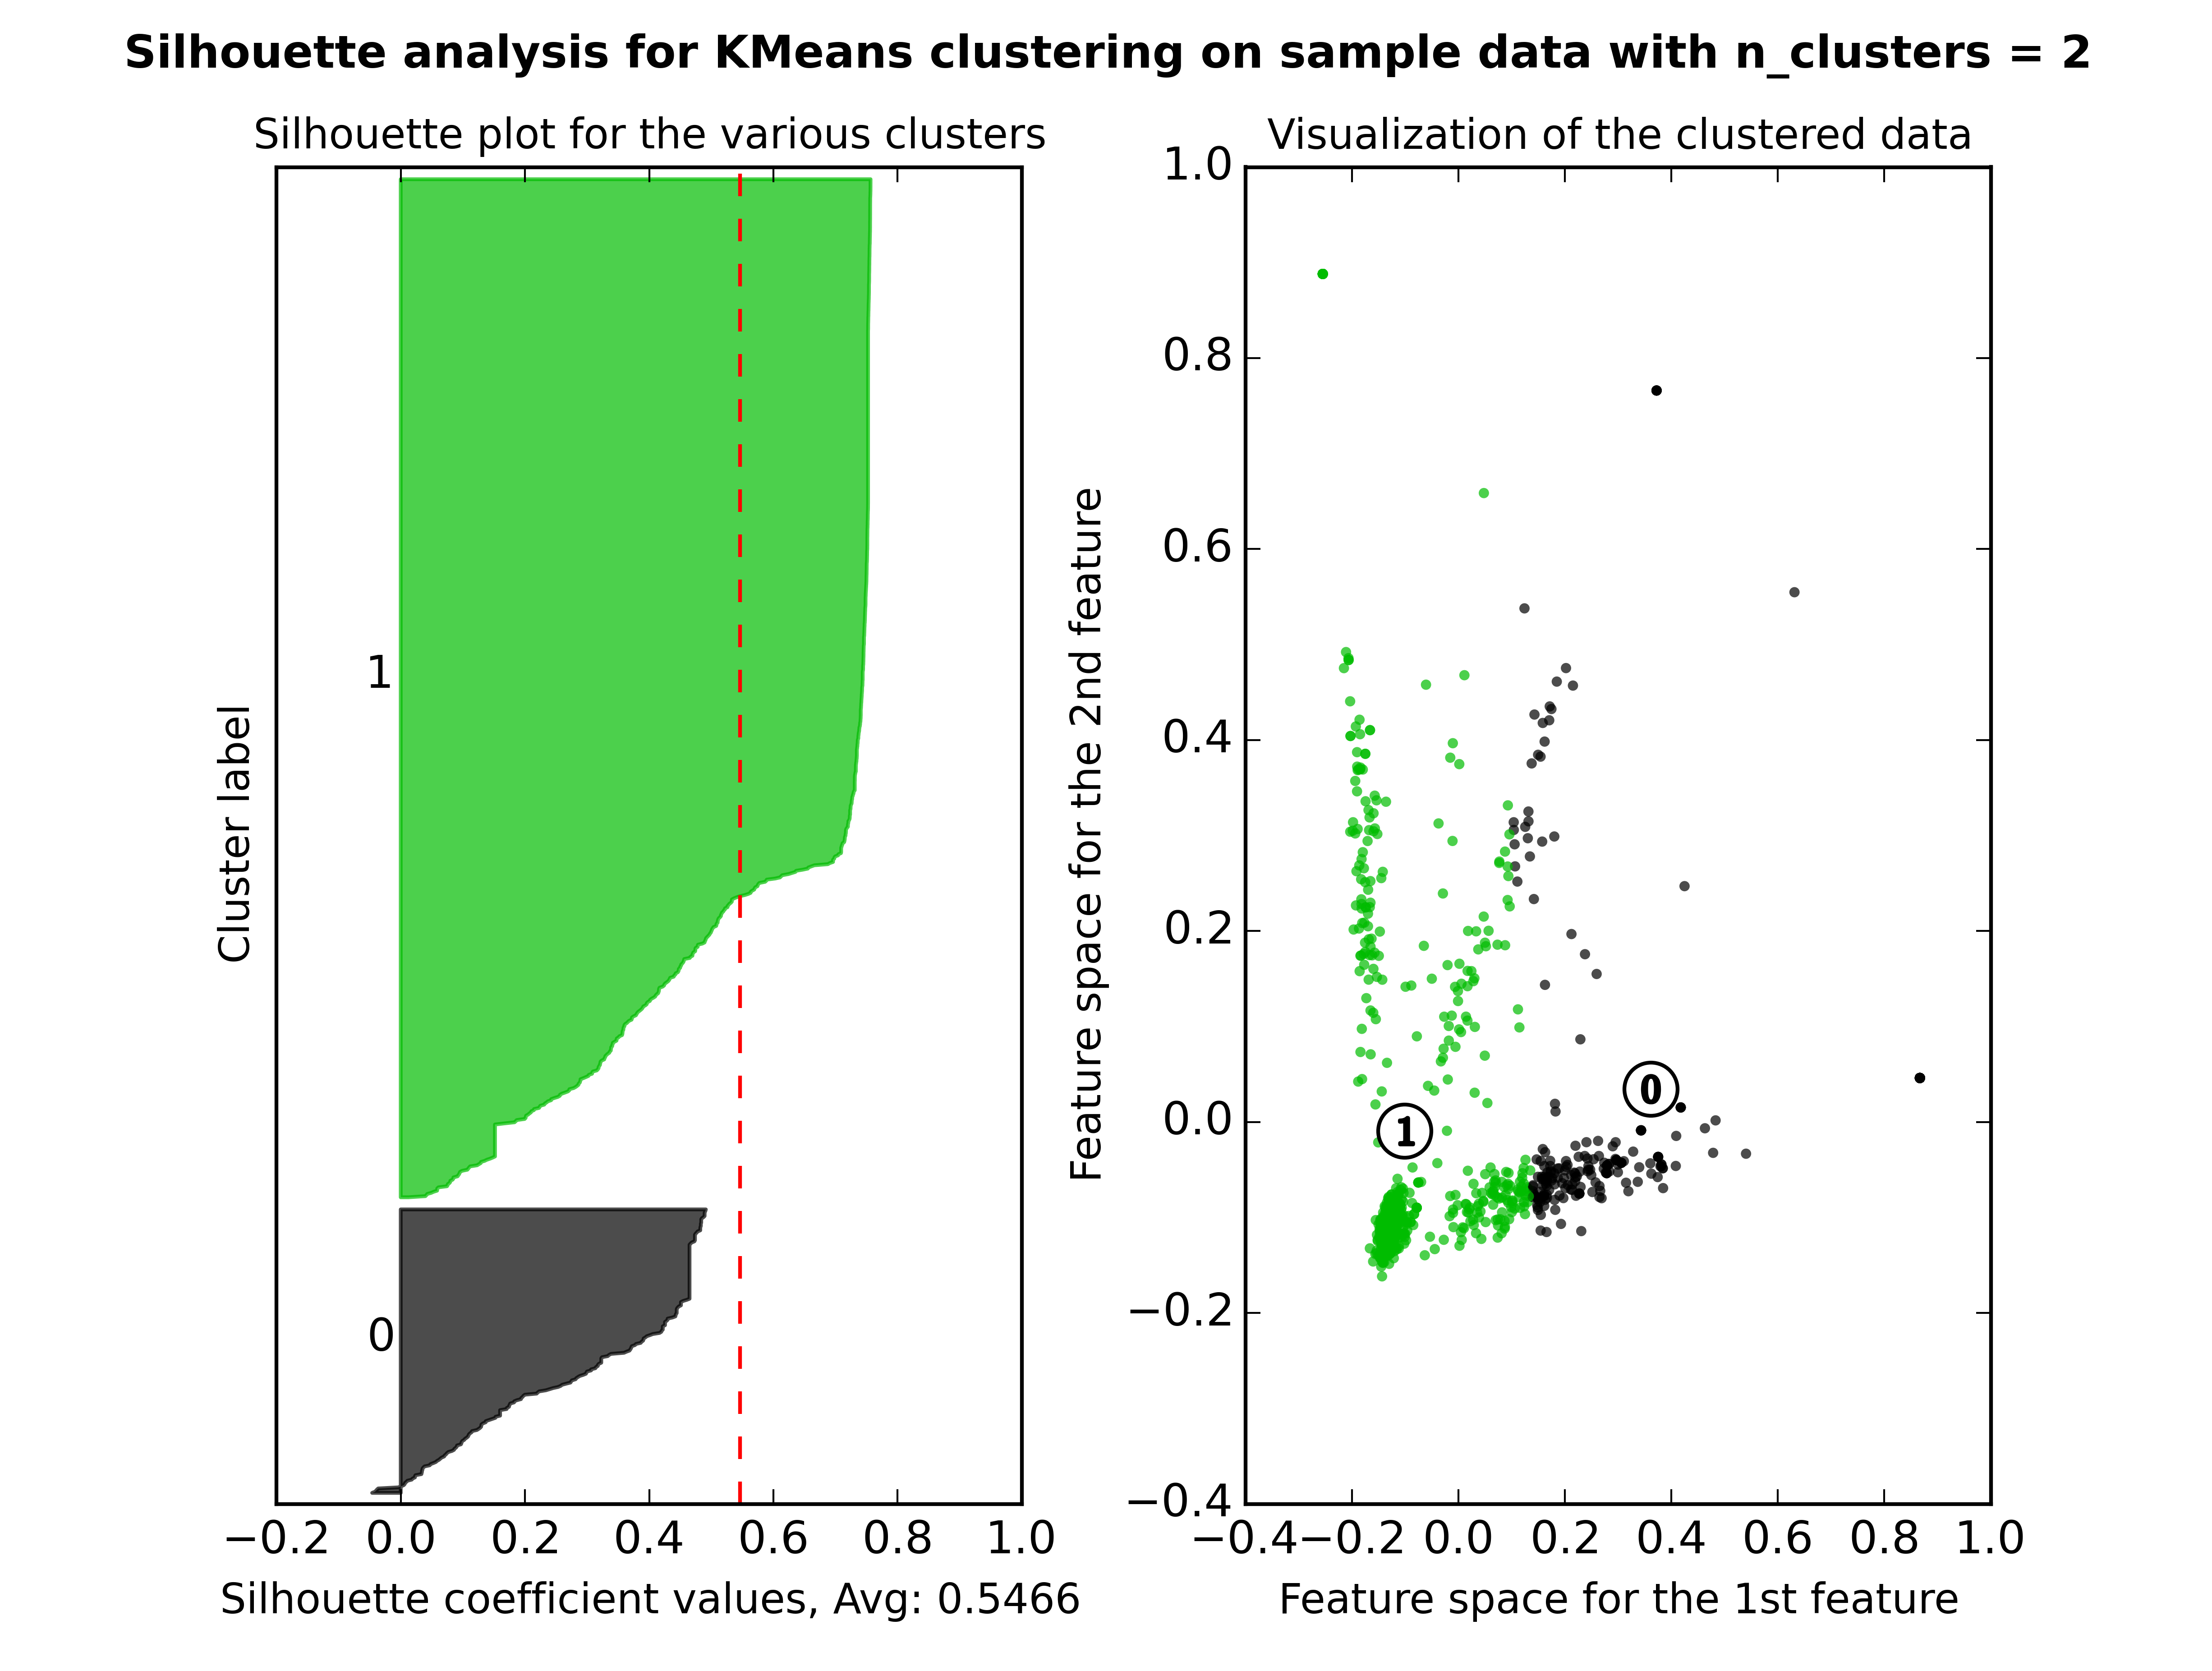 Silhouette analysis for KMeans clustering on sample data with n_clusters = 2
Silhouette plot for the various clusters
Cluster label
1
0
−0.2 0.0 0.2 0.4 0.6 0.8 1.0
Silhouette coefficient values, Avg: 0.5466
Visualization of the clustered data
Feature space for the 2nd feature
1.0
0.8
0.6
0.4
0.2
0.0
−0.2
−0.4
0
1
−0.4 −0.2 0.0 0.2 0.4 0.6 0.8 1.0
Feature space for the 1st feature